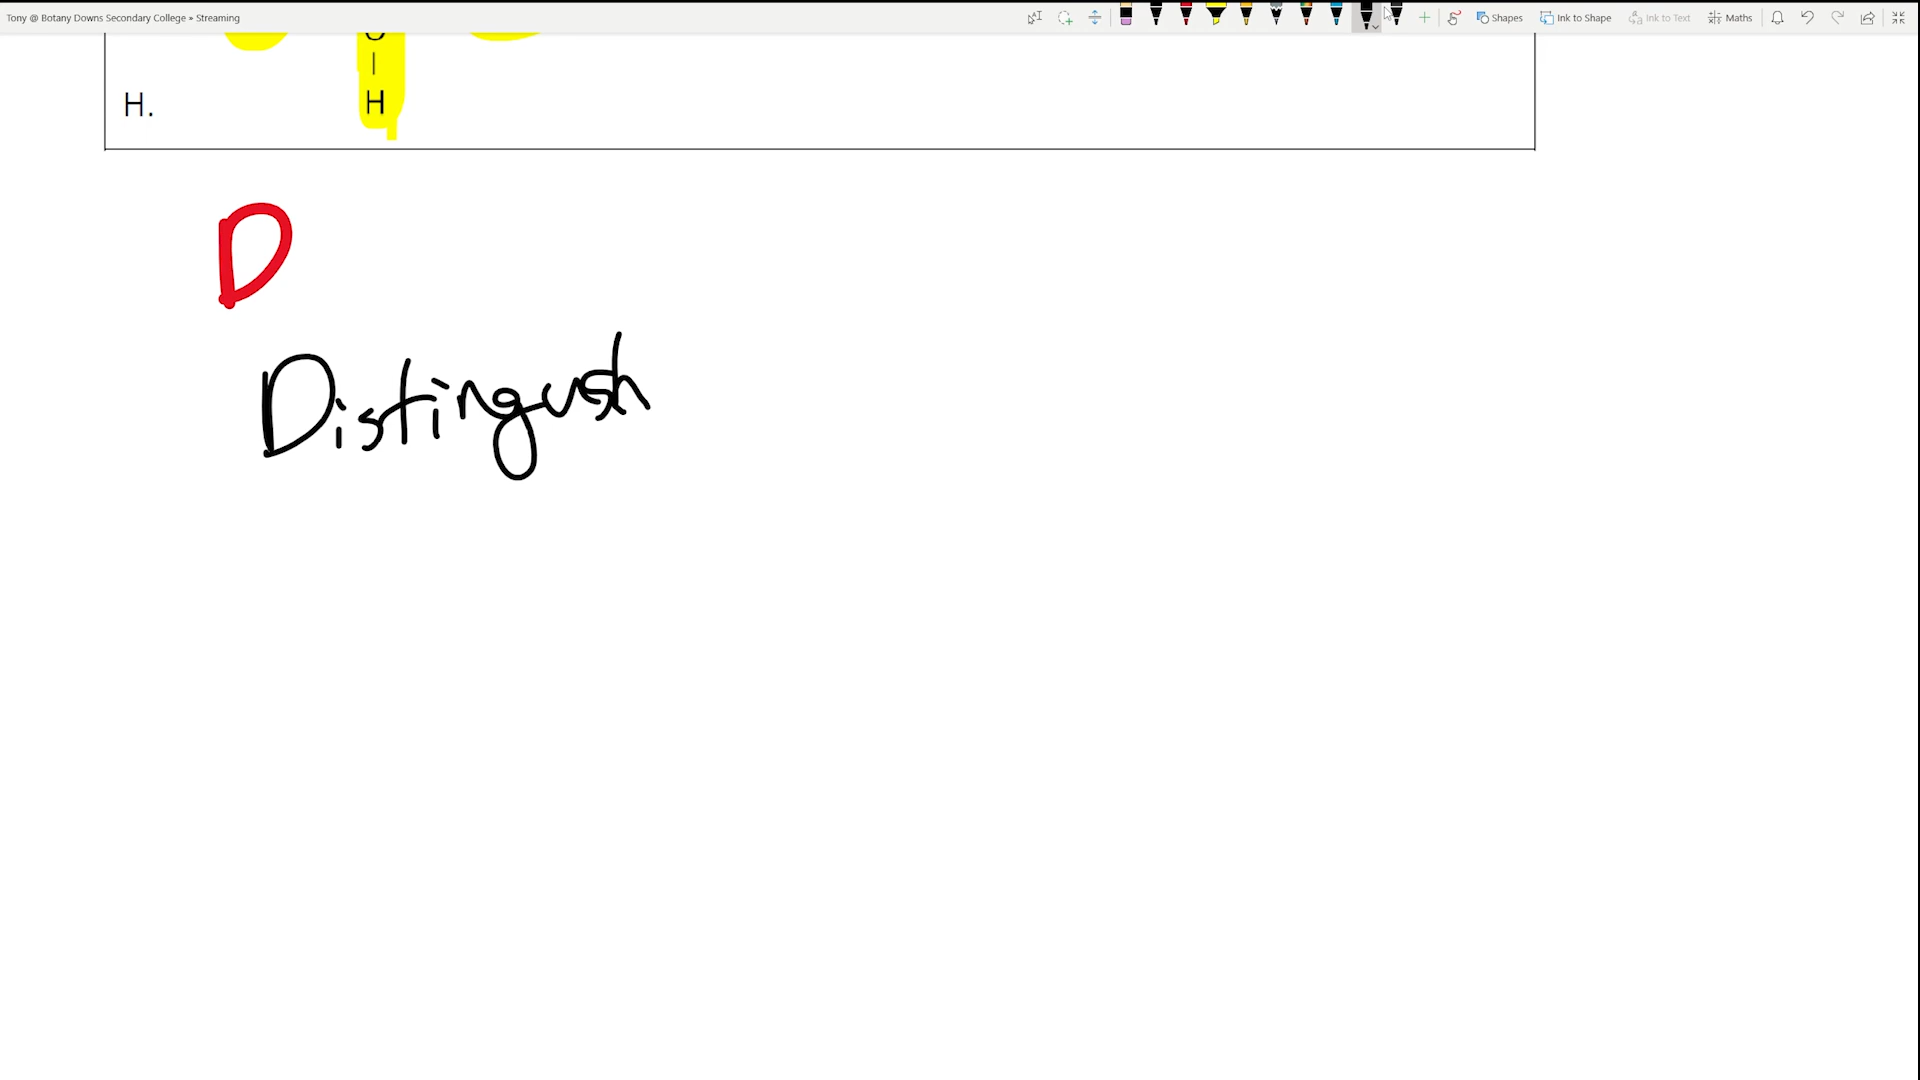 Tony @ Botany Downs Secondary College » Streaming
Shapes
Ink to Shape
Ink to Text
Maths
O
|
H
H.
D
Distingush